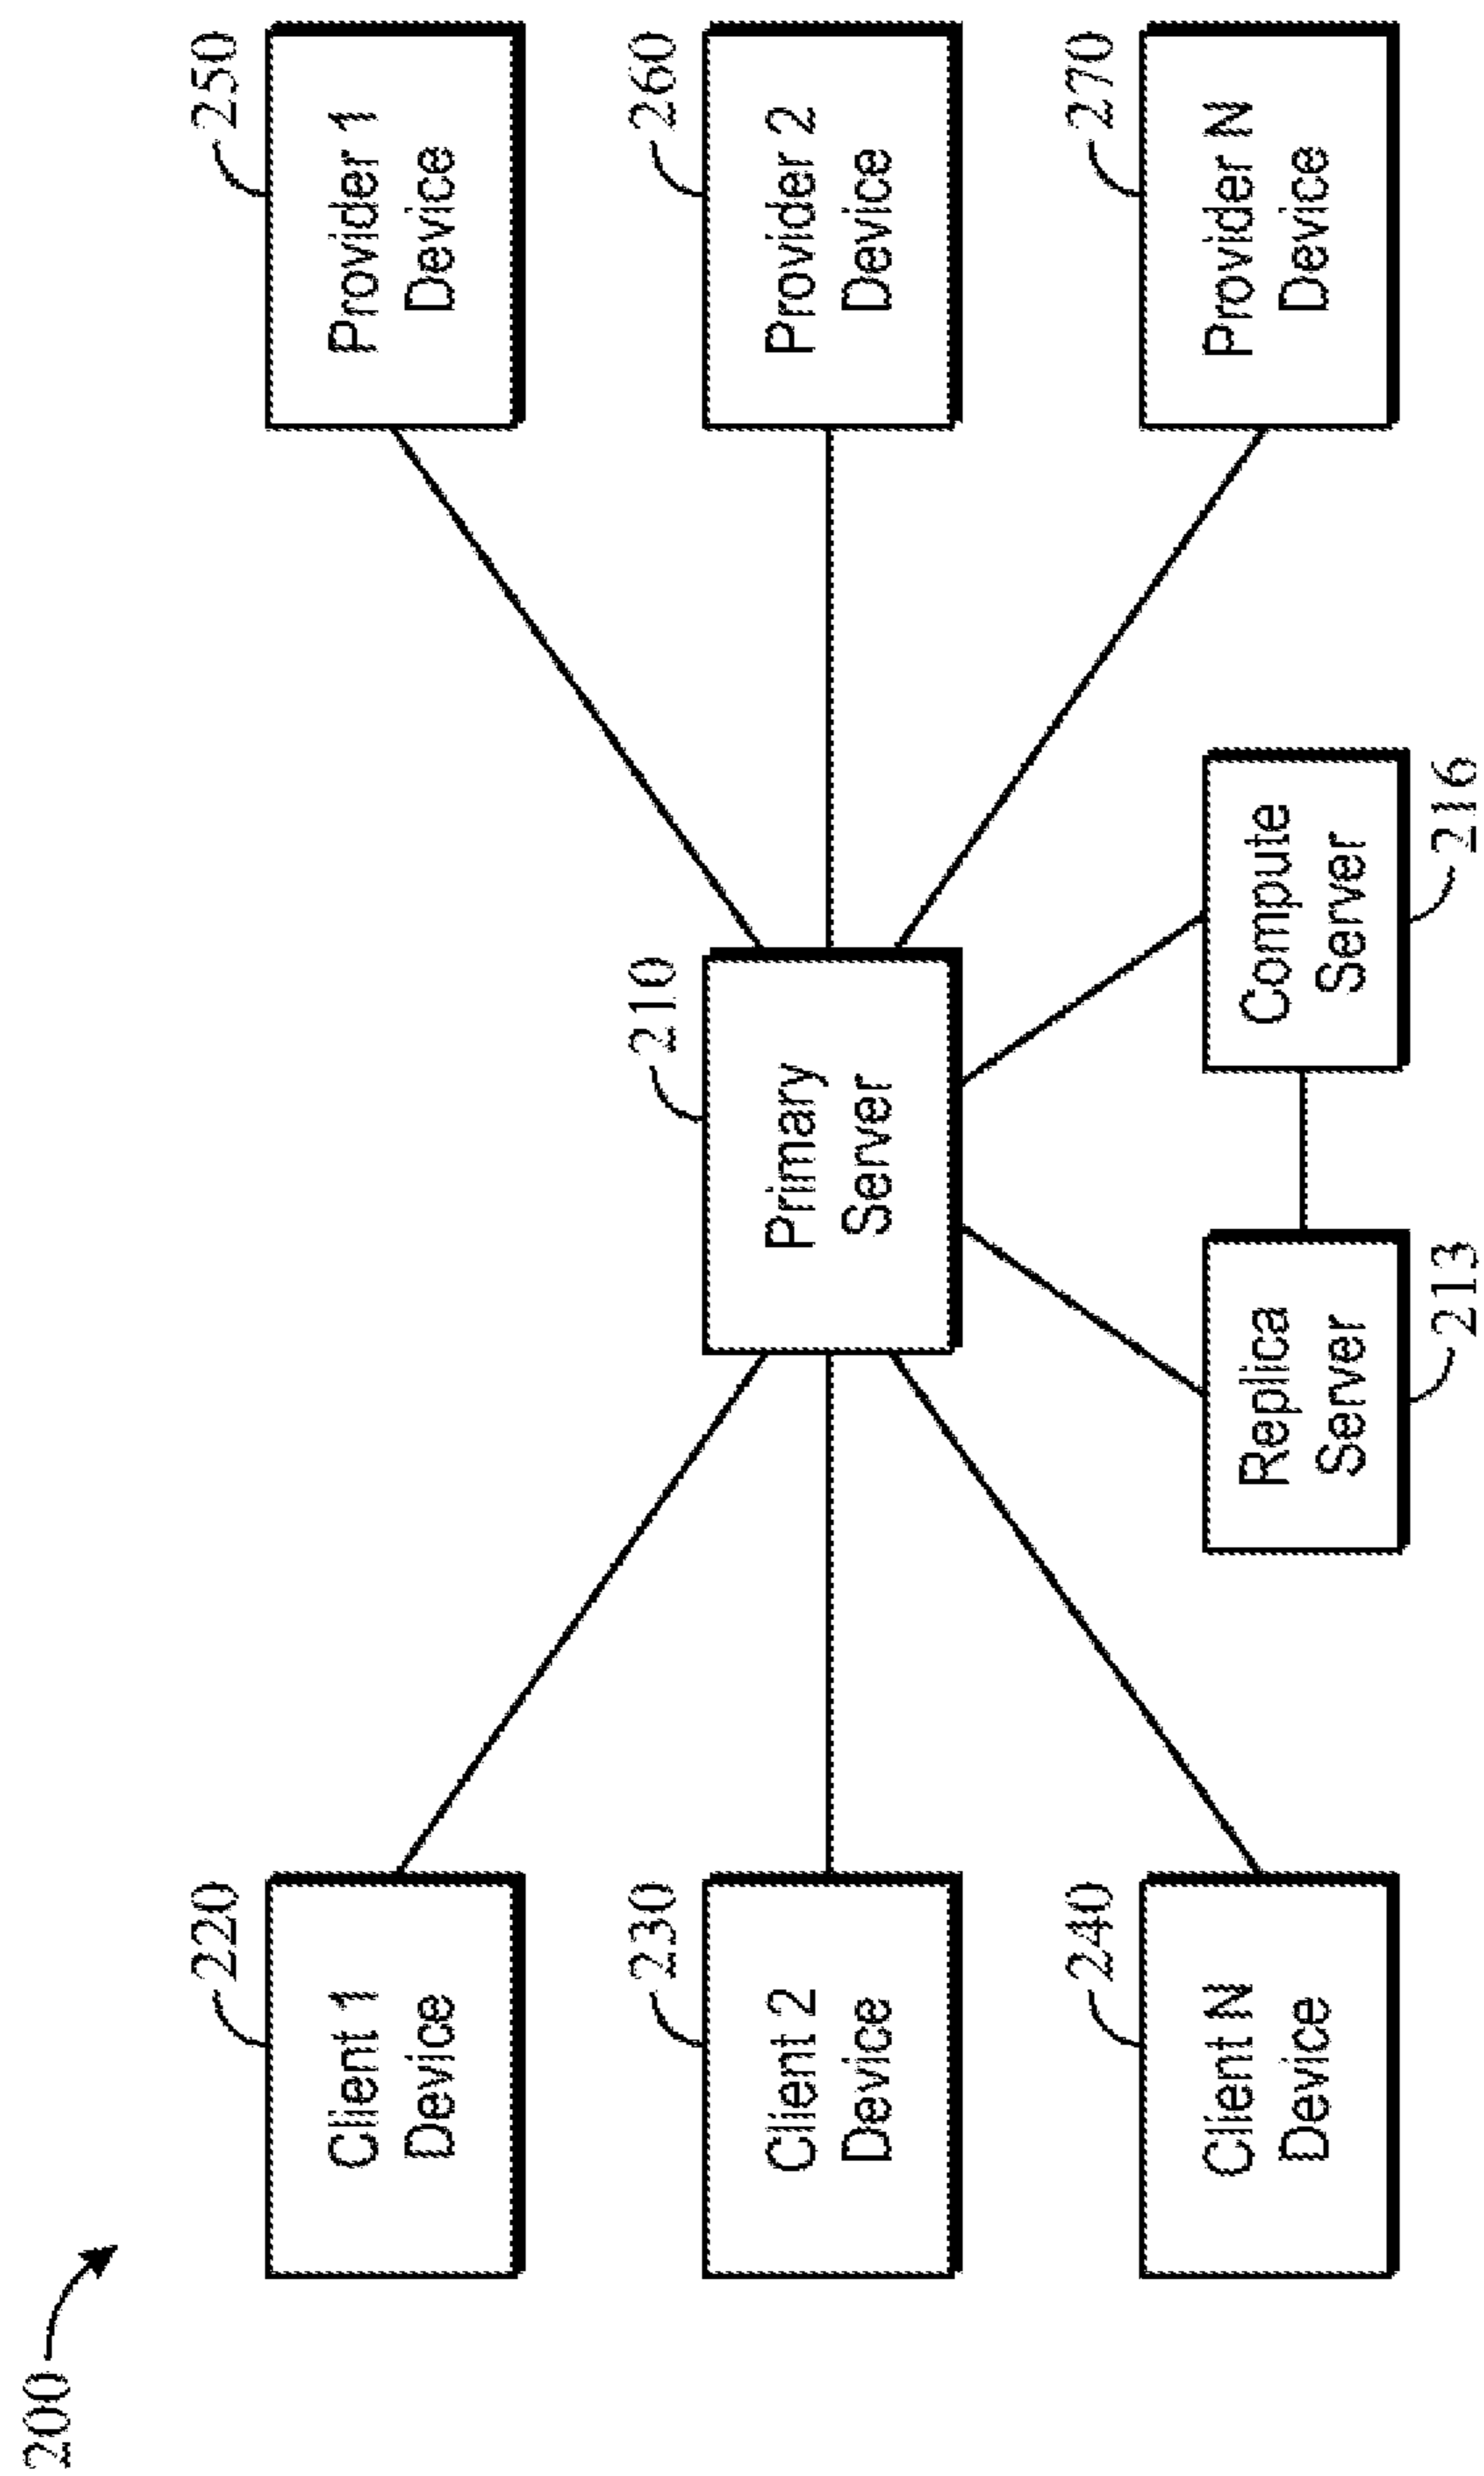 200
220
Client 1
Device
230
Client 2
Device
240
Client N
Device
210
Primary
Server
Replica
Server
213
Compute
Server
216
250
Provider 1
Device
260
Provider 2
Device
270
Provider N
Device